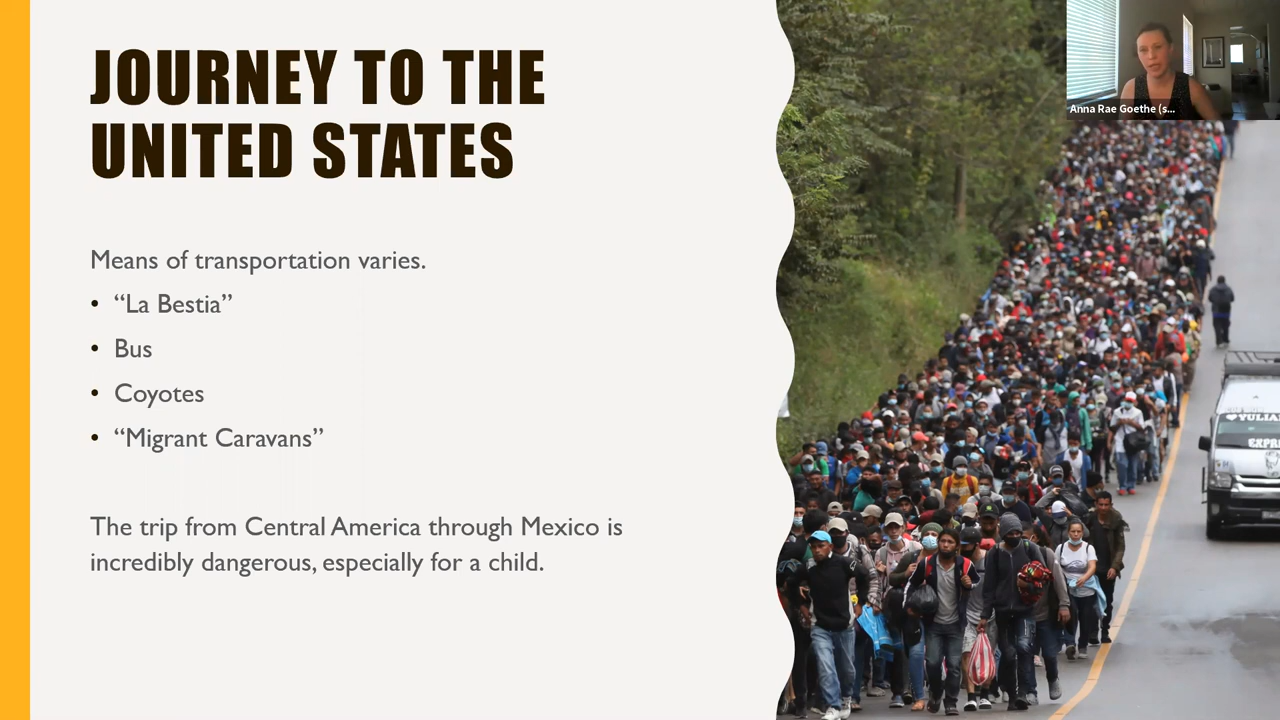 JOURNEY TO THE
UNITED STATES
Means of transportation varies.
• “La Bestia”
• Bus
• Coyotes
• “Migrant Caravans”
The trip from Central America through Mexico is
incredibly dangerous, especially for a child.
Anna Rae Goethe (s...